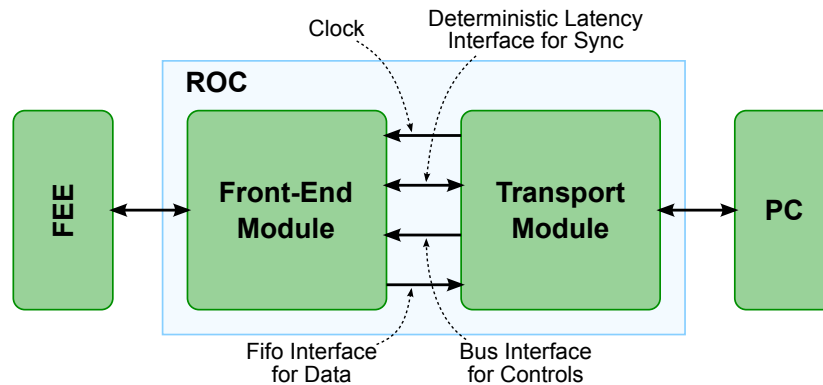 Clock
Deterministic Latency
Interface for Sync
ROC
FEE
Front-End
Module
Transport
Module
PC
Fifo Interface
for Data
Bus Interface
for Controls